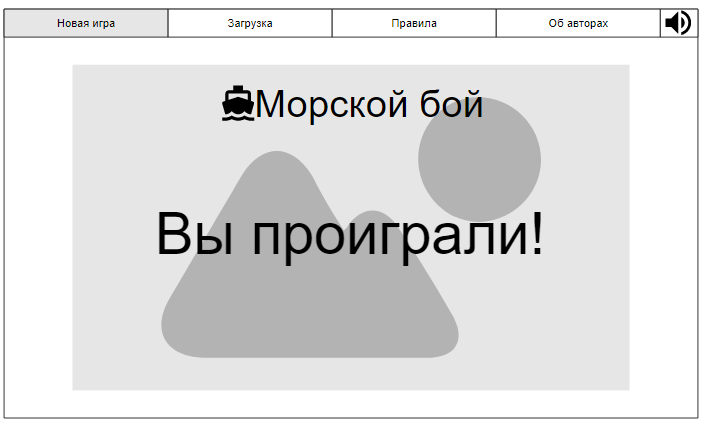 Новая игра
Загрузка
Правила
Об авторах
Морской бой
Вы проиграли!